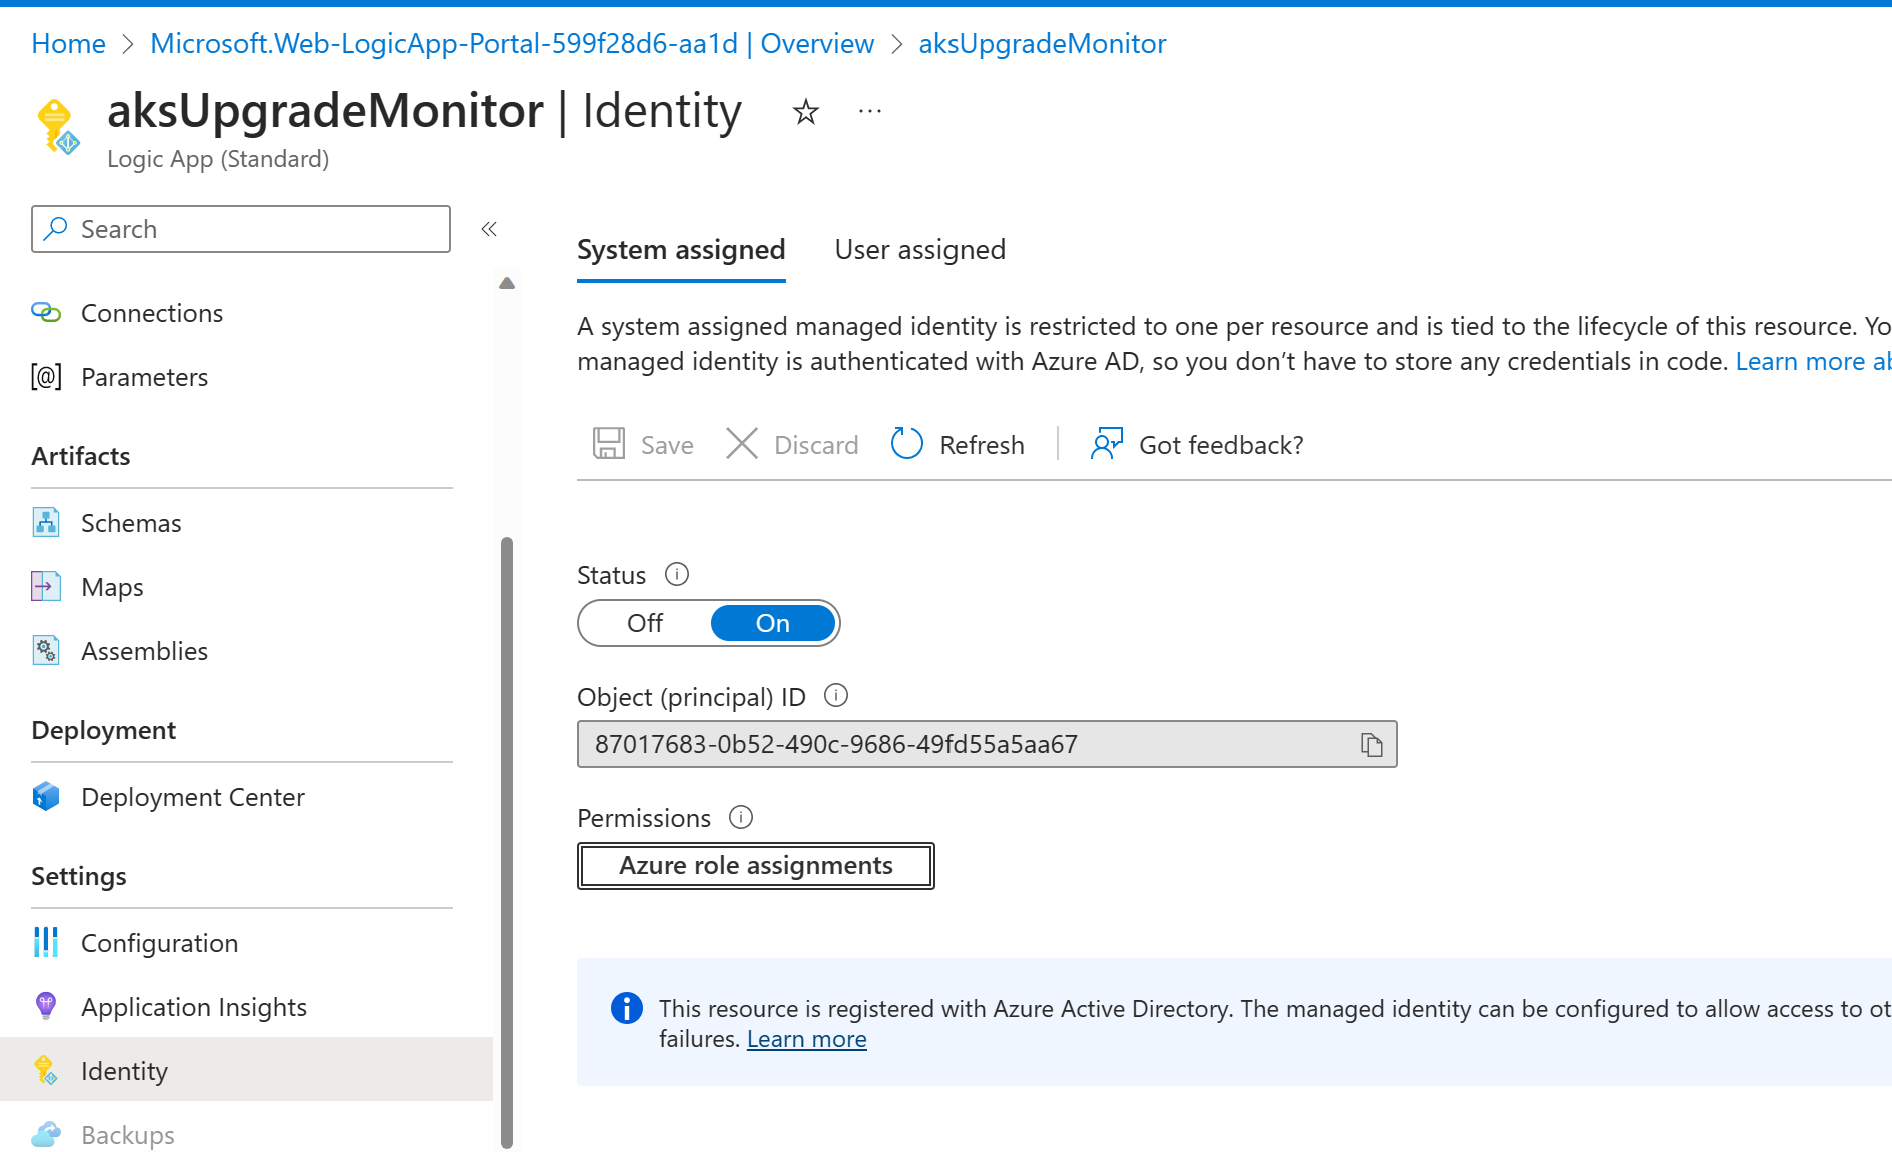 Home > Microsoft.Web-LogicApp-Portal-599f28d6-aa1d | Overview > aksUpgradeMonitor
aksUpgradeMonitor | Identity ☆ ...
Logic App (Standard)
Search «
Connections
[@] Parameters
Artifacts
Schemas
Maps
Assemblies
Deployment
Deployment Center
Settings
Configuration
Application Insights
Identity
Backups
System assigned User assigned
A system assigned managed identity is restricted to one per resource and is tied to the lifecycle of this resource. Yo
managed identity is authenticated with Azure AD, so you don’t have to store any credentials in code. Learn more ab
Save Discard Refresh | Got feedback?
Status
Off On
Object (principal) ID
87017683-0b52-490c-9686-49fd55a5aa67
Permissions
Azure role assignments
This resource is registered with Azure Active Directory. The managed identity can be configured to allow access to ot
failures. Learn more